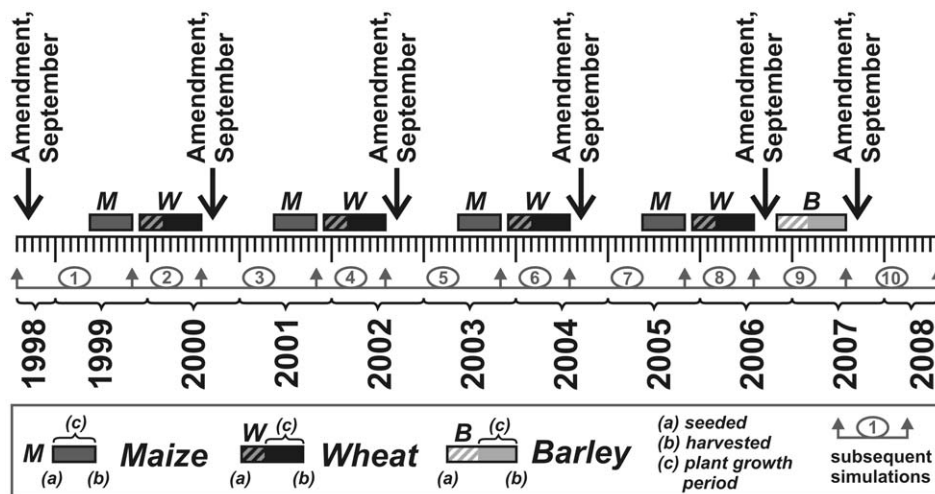 Amendment,
September
Amendment,
September
Amendment,
September
Amendment,
September
Amendment,
September
Amendment,
September
M W M W M W M W B
1 2 3 4 5 6 7 8 9 10
1998 1999 2000 2001 2002 2003 2004 2005 2006 2007 2008
(c)
M
(a) (b)
Maize
W (c)
(a) (b)
Wheat
B (c)
(a) (b)
Barley
(a) seeded
(b) harvested
(c) plant growth
period
1
subsequent
simulations